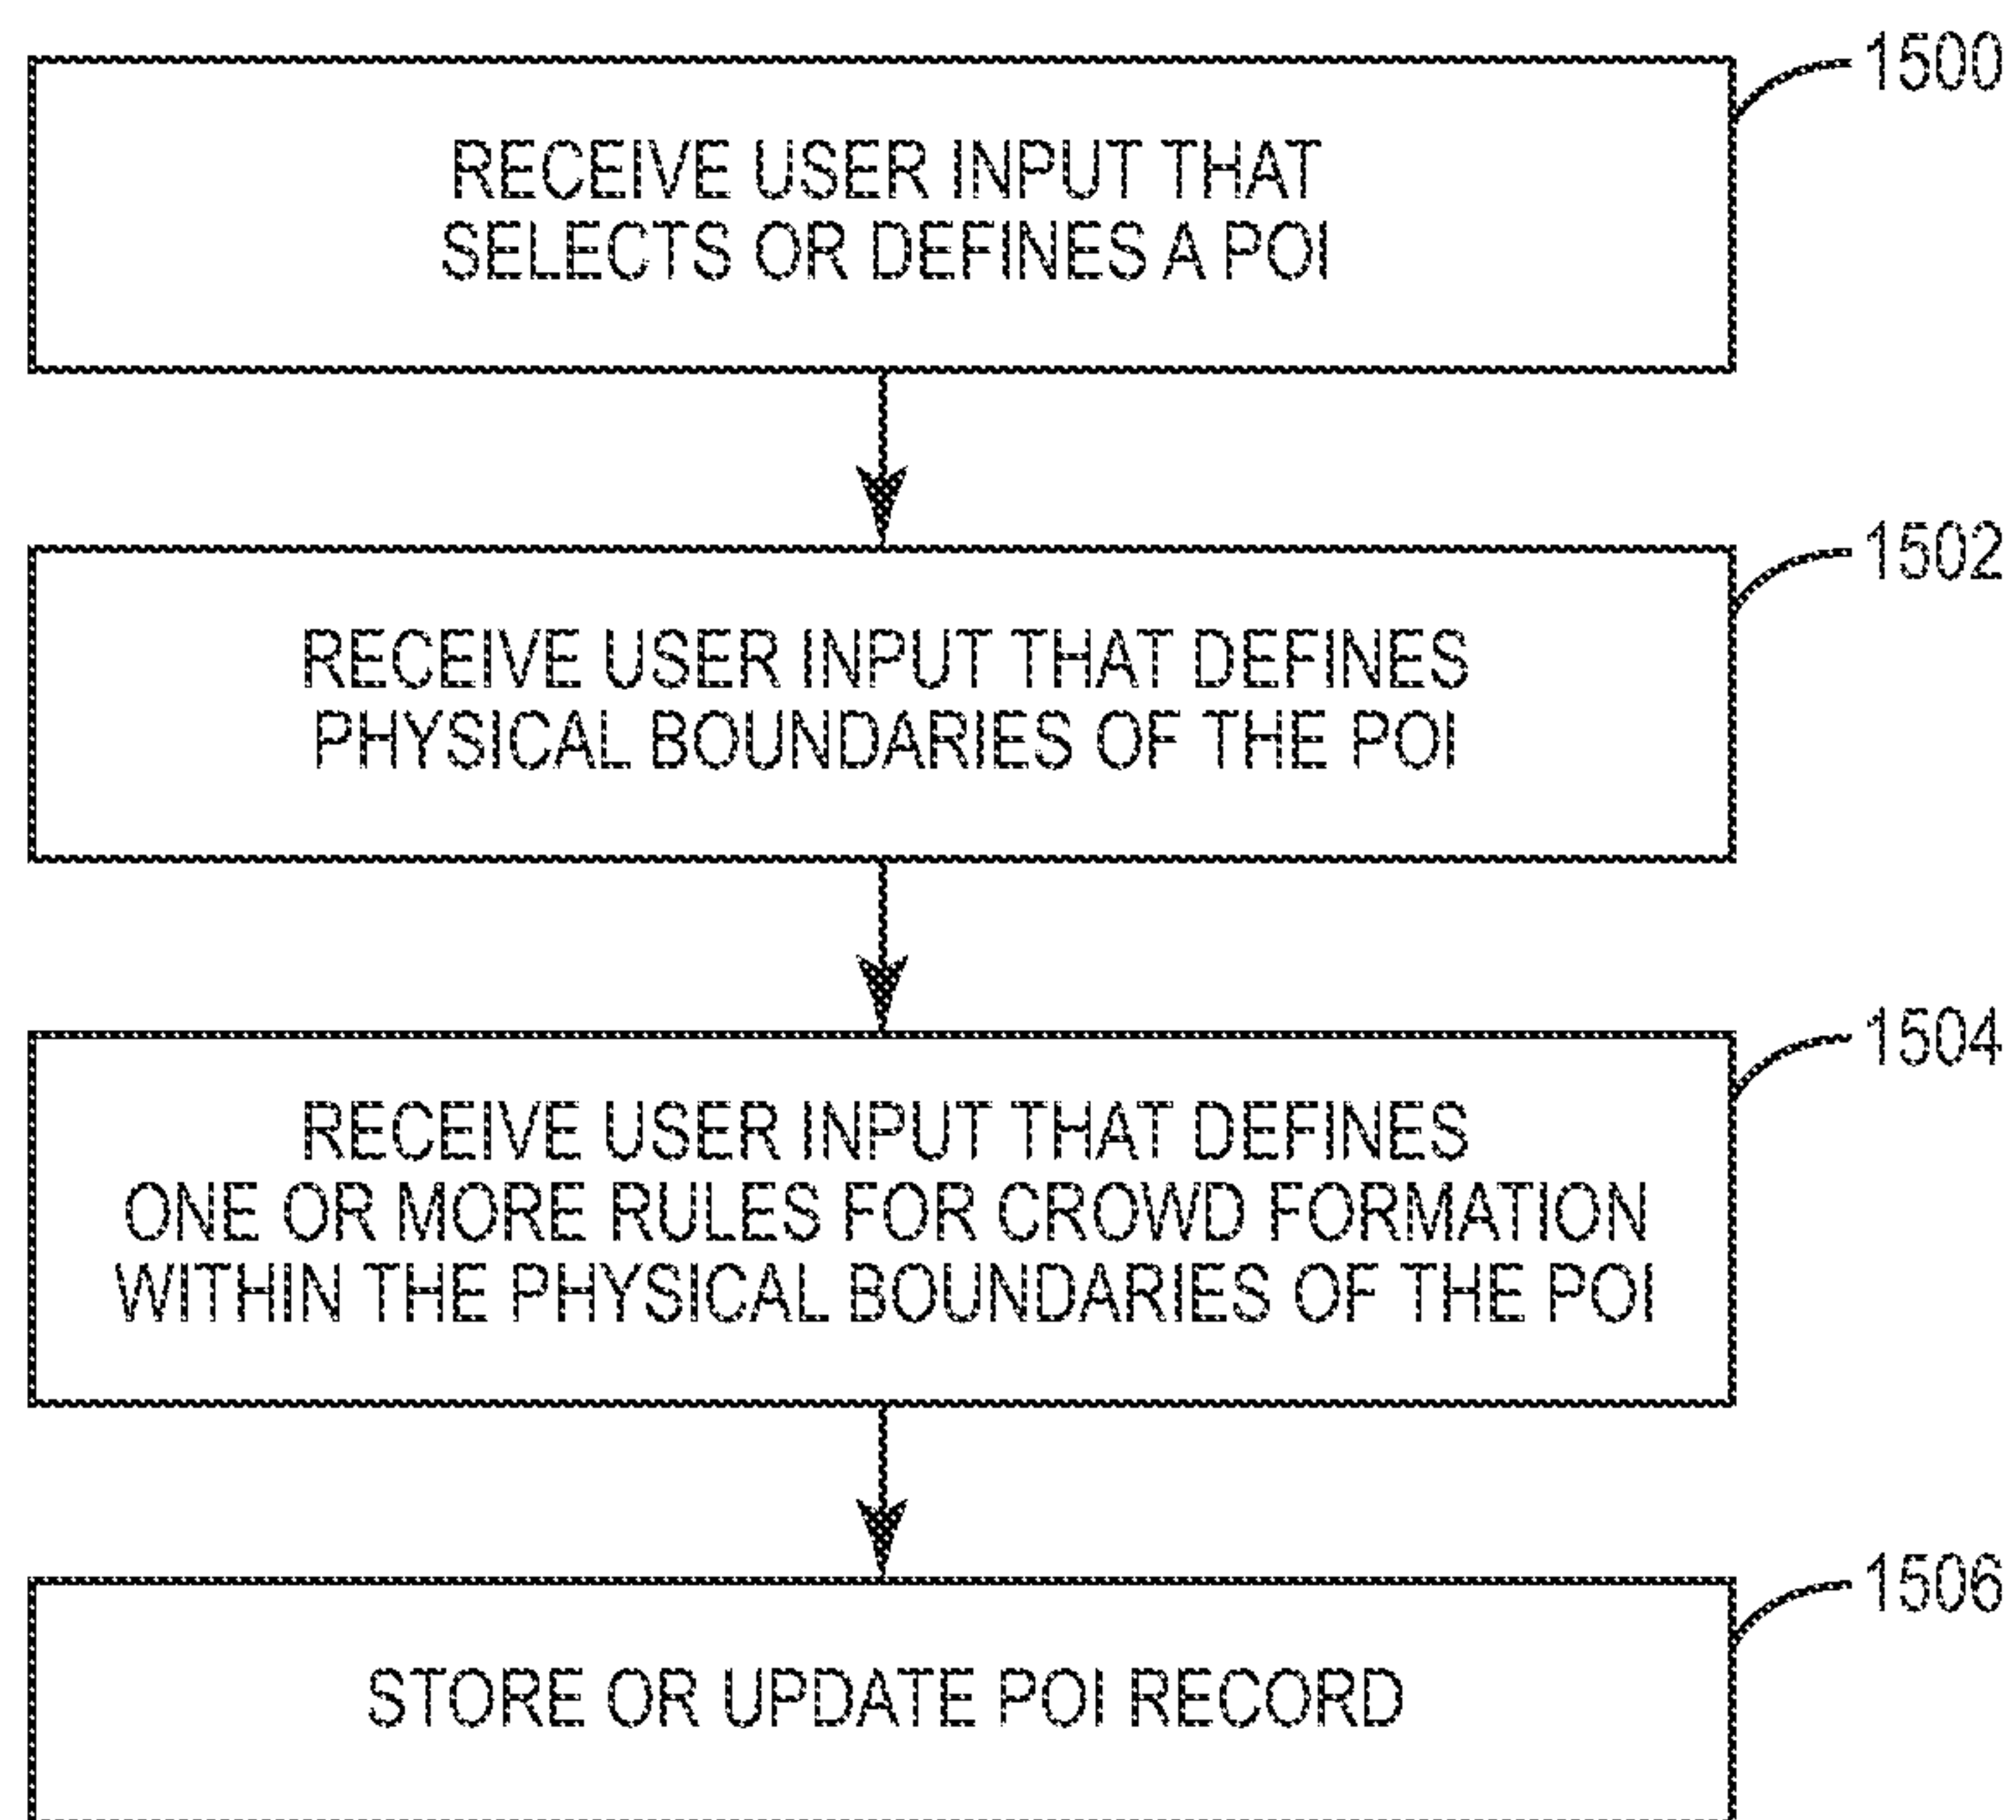 1500
RECEIVE USER INPUT THAT
SELECTS OR DEFINES A POI
1502
RECEIVE USER INPUT THAT DEFINES
PHYSICAL BOUNDARIES OF THE POI
1504
RECEIVE USER INPUT THAT DEFINES
ONE OR MORE RULES FOR CROWD FORMATION
WITHIN THE PHYSICAL BOUNDARIES OF THE POI
1506
STORE OR UPDATE POI RECORD